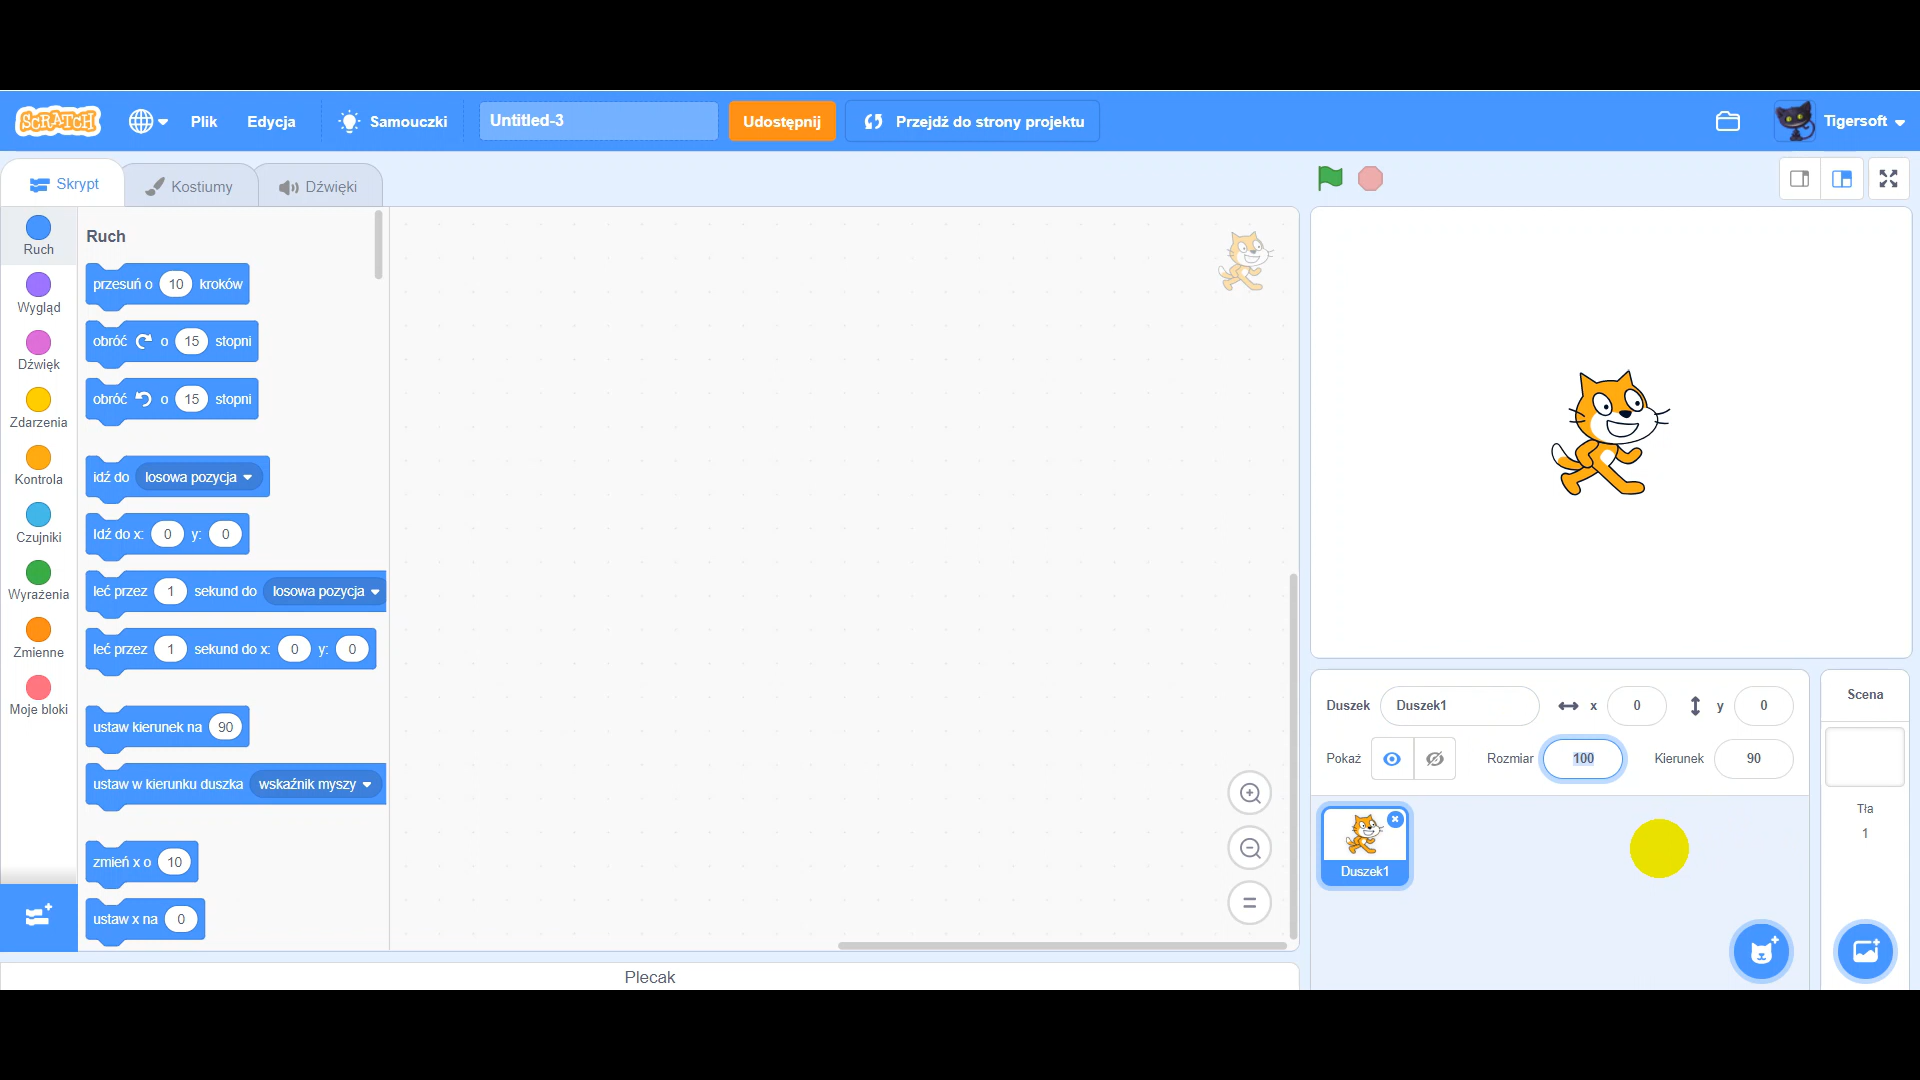 SCRATCH Plik Edycja Samouczki Untitled-3 Udostępnij Przejdź do strony projektu Tigersoft
Skrypt Kostiumy Dźwięki
Ruch
Wygląd
Dźwięk
Zdarzenia
Kontrola
Czujniki
Wyrażenia
Zmienne
Moje bloki
Ruch
przesuń o 10 kroków
obróć o 15 stopni
obróć o 15 stopni
idź do losowa pozycja
Idź do x: 0 y: 0
leć przez 1 sekund do losowa pozycja
leć przez 1 sekund do x: 0 y: 0
ustaw kierunek na 90
ustaw w kierunku duszka wskaźnik myszy
zmień x o 10
ustaw x na 0
Plecak
Duszek Duszek1 x 0 y 0
Pokaż Rozmiar 100 Kierunek 90
Duszek1
Scena
Tła
1